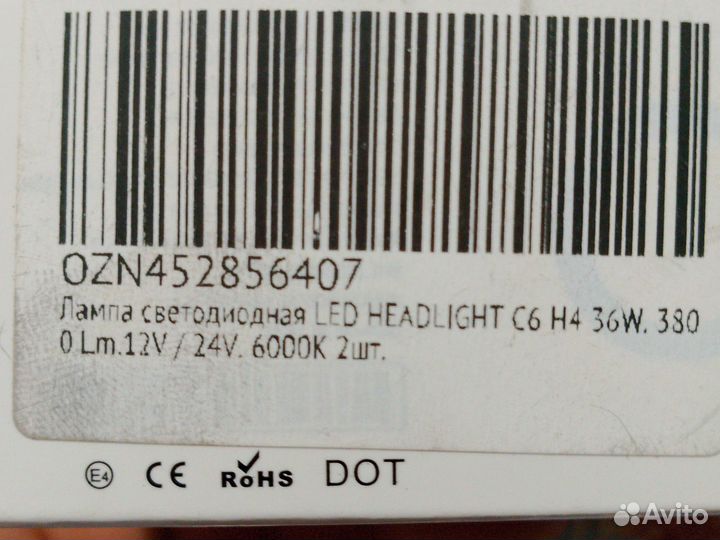 OZN452856407
Лампа светодиодная LED HEADLIGHT C6 H4 36W. 380
0 Lm.12V / 24V. 6000K 2шт.
E4 CE RoHS DOT
Avito